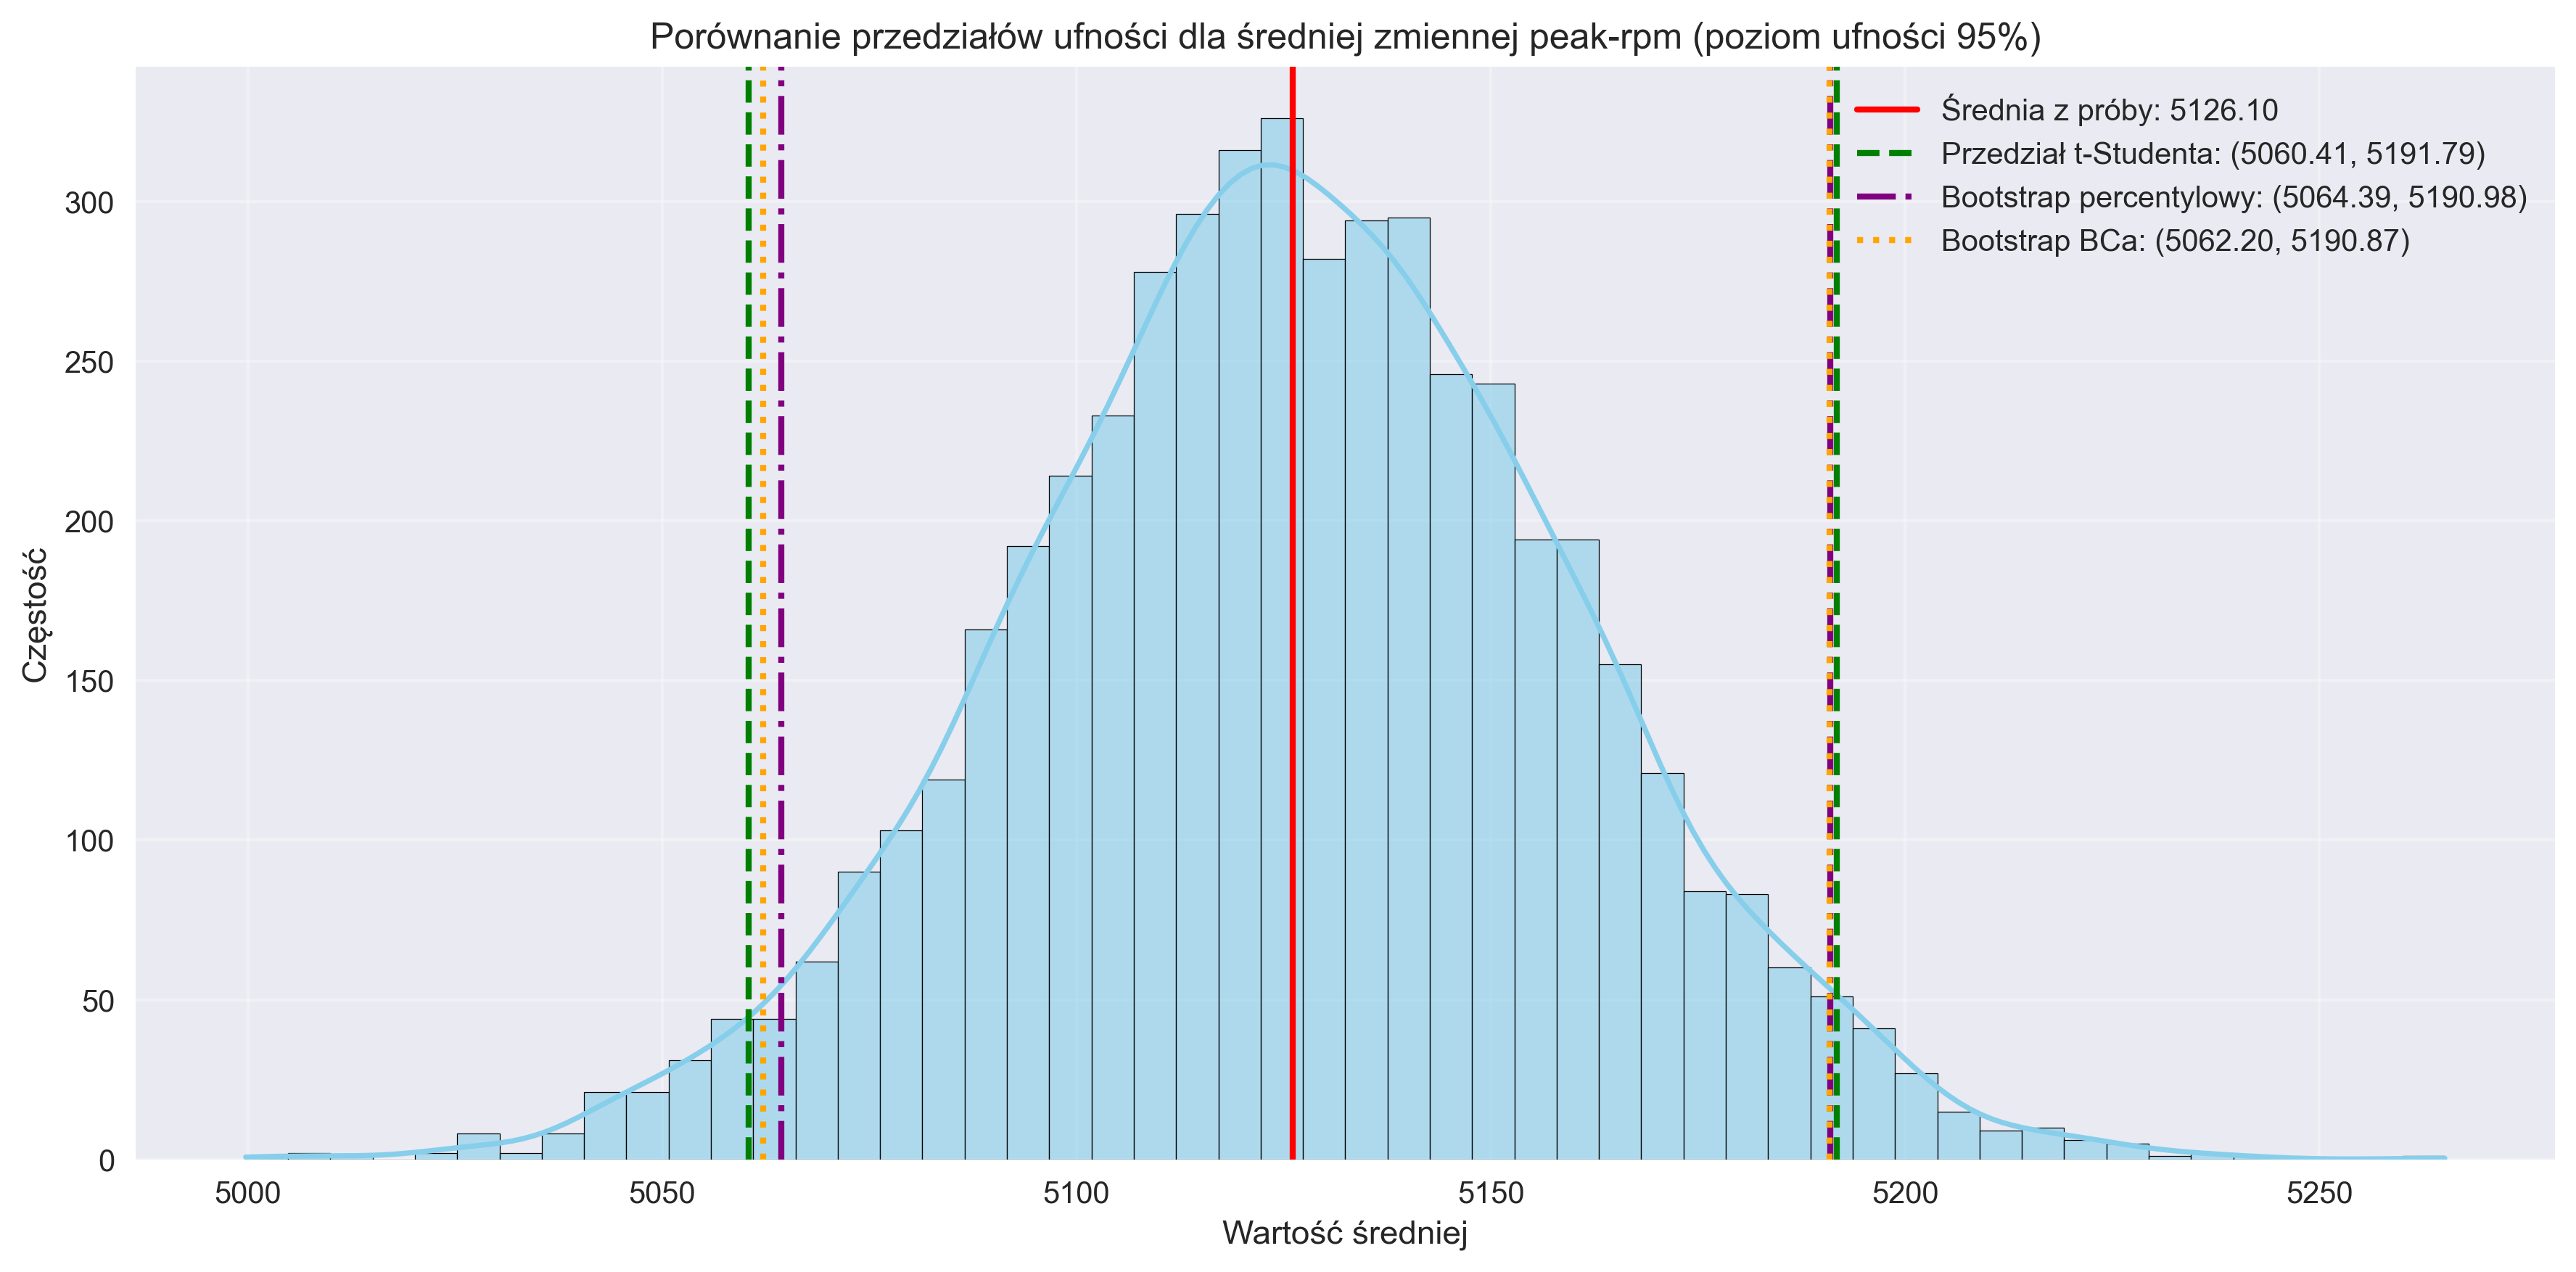 Porównanie przedziałów ufności dla średniej zmiennej peak-rpm (poziom ufności 95%)
Średnia z próby: 5126.10
Przedział t-Studenta: (5060.41, 5191.79)
Bootstrap percentylowy: (5064.39, 5190.98)
Bootstrap BCa: (5062.20, 5190.87)
Częstość
300
250
200
150
100
50
0
5000 5050 5100 5150 5200 5250
Wartość średniej